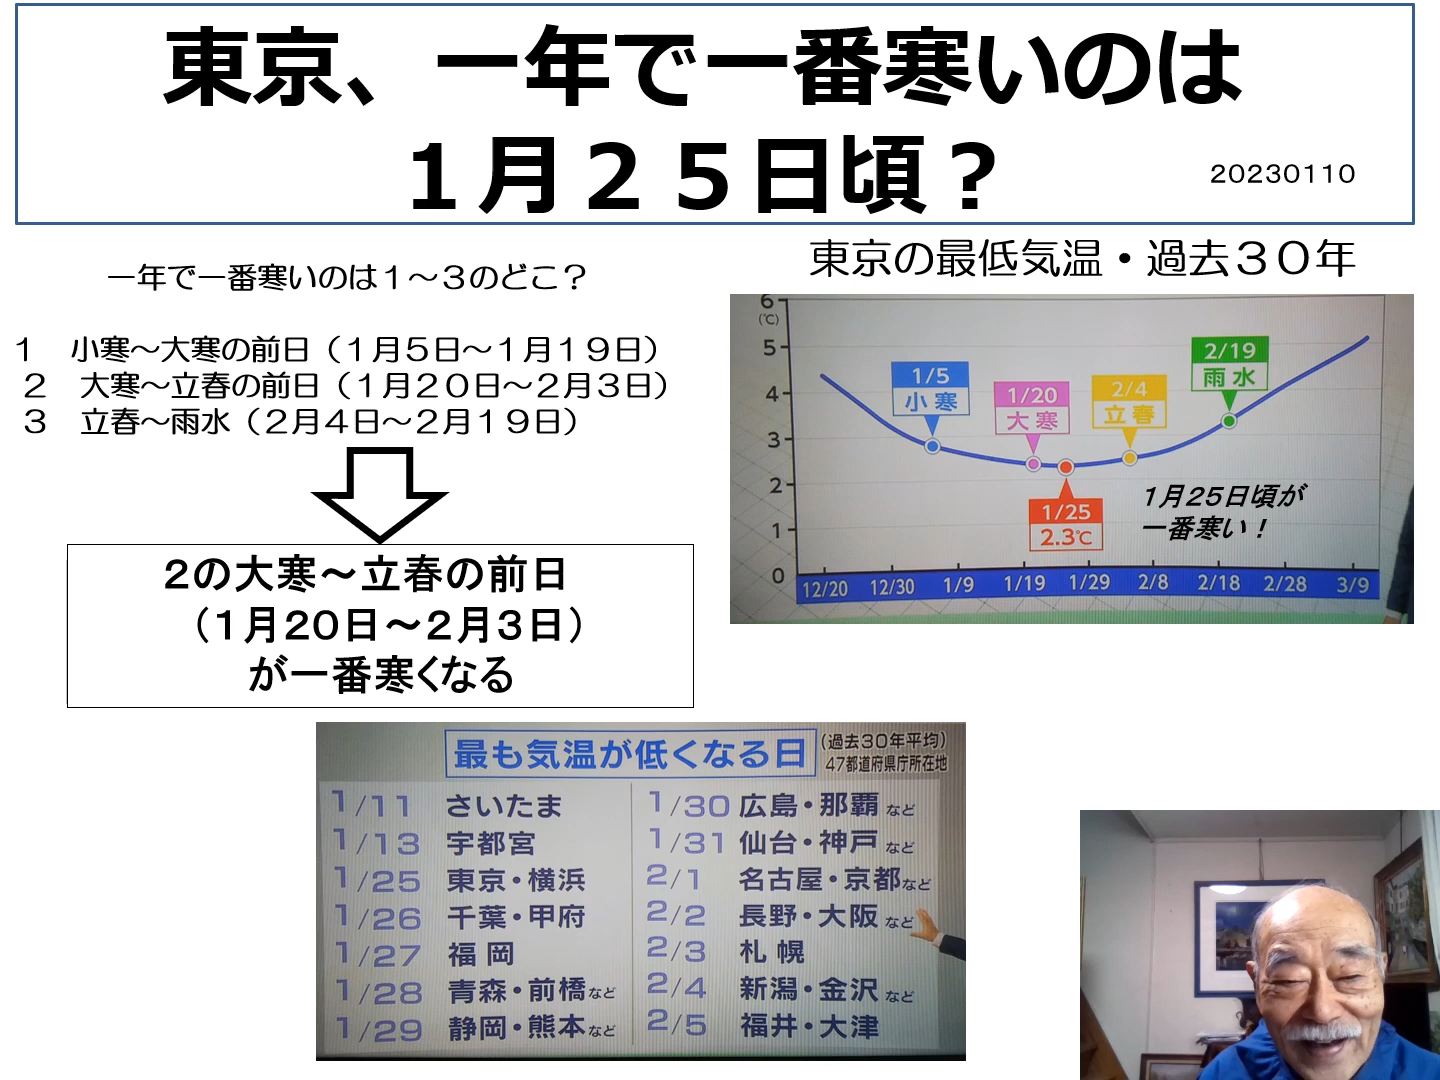 東京、一年で一番寒いのは
１月２５日頃？
20230110
一年で一番寒いのは１～３のどこ？
１　小寒～大寒の前日（１月５日～１月１９日）
２　大寒～立春の前日（１月２０日～２月３日）
３　立春～雨水（２月４日～２月１９日）
２の大寒～立春の前日
（１月２０日～２月３日）
が一番寒くなる
東京の最低気温・過去３０年
6
(℃)
5
4
3
2
1
0
1/5
小寒
1/20
大寒
2/4
立春
2/19
雨水
1/25
2.3℃
1月25日頃が
一番寒い！
12/20 12/30 1/9 1/19 1/29 2/8 2/18 2/28 3/9
最も気温が低くなる日
(過去30年平均)
47都道府県庁所在地
1/11 さいたま
1/13 宇都宮
1/25 東京・横浜
1/26 千葉・甲府
1/27 福岡
1/28 青森・前橋など
1/29 静岡・熊本など
1/30 広島・那覇など
1/31 仙台・神戸など
2/1 名古屋・京都など
2/2 長野・大阪など
2/3 札幌
2/4 新潟・金沢など
2/5 福井・大津